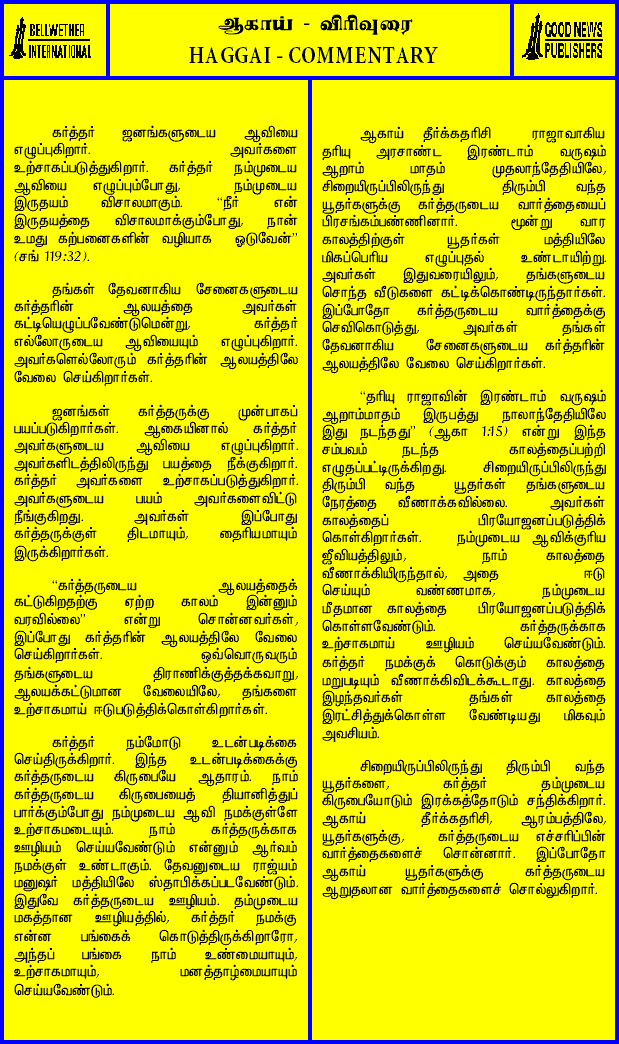 BELLWETHER
INTERNATIONAL
ஆகாய் - விரிவுரை
HAGGAI - COMMENTARY
GOOD NEWS
PUBLISHERS
கர்த்தர் ஜனங்களுடைய ஆவியை
எழுப்புகிறார். அவர்களை
உற்சாகப்படுத்துகிறார். கர்த்தர் நம்முடைய
ஆவியை எழுப்பும்போது, நம்முடைய
இருதயம் விசாலமாகும். “நீர் என்
இருதயத்தை விசாலமாக்கும்போது, நான்
உமது கற்பனைகளின் வழியாக ஓடுவேன்”
(சங் 119:32).
தங்கள் தேவனாகிய சேனைகளுடைய
கர்த்தரின் ஆலயத்தை அவர்கள்
கட்டியெழுப்பவேண்டுமென்று, கர்த்தர்
எல்லோருடைய ஆவியையும் எழுப்புகிறார்.
அவர்களெல்லோரும் கர்த்தரின் ஆலயத்திலே
வேலை செய்கிறார்கள்.
ஜனங்கள் கர்த்தருக்கு முன்பாகப்
பயப்படுகிறார்கள். ஆகையினால் கர்த்தர்
அவர்களுடைய ஆவியை எழுப்புகிறார்.
அவர்களிடத்திலிருந்து பயத்தை நீக்குகிறார்.
கர்த்தர் அவர்களை உற்சாகப்படுத்துகிறார்.
அவர்களுடைய பயம் அவர்களைவிட்டு
நீங்குகிறது. அவர்கள் இப்போது
கர்த்தருக்குள் திடமாயும், தைரியமாயும்
இருக்கிறார்கள்.
“கர்த்தருடைய ஆலயத்தைக்
கட்டுகிறதற்கு ஏற்ற காலம் இன்னும்
வரவில்லை” என்று சொன்னவர்கள்,
இப்போது கர்த்தரின் ஆலயத்திலே வேலை
செய்கிறார்கள். ஒவ்வொருவரும்
தங்களுடைய திராணிக்குத்தக்கவாறு,
ஆலயக்கட்டுமான வேலையிலே, தங்களை
உற்சாகமாய் ஈடுபடுத்திக்கொள்கிறார்கள்.
கர்த்தர் நம்மோடு உடன்படிக்கை
செய்திருக்கிறார். இந்த உடன்படிக்கைக்கு
கர்த்தருடைய கிருபையே ஆதாரம். நாம்
கர்த்தருடைய கிருபையைத் தியானித்துப்
பார்க்கும்போது நம்முடைய ஆவி நமக்குள்ளே
உற்சாகமடையும். நாம் கர்த்தருக்காக
ஊழியம் செய்யவேண்டும் என்னும் ஆர்வம்
நமக்குள் உண்டாகும். தேவனுடைய ராஜ்யம்
மனுஷர் மத்தியிலே ஸ்தாபிக்கப்படவேண்டும்.
இதுவே கர்த்தருடைய ஊழியம். தம்முடைய
மகத்தான ஊழியத்தில், கர்த்தர் நமக்கு
என்ன பங்கைக் கொடுத்திருக்கிறாரோ,
அந்தப் பங்கை நாம் உண்மையாயும்,
உற்சாகமாயும், மனத்தாழ்மையாயும்
செய்யவேண்டும்.
ஆகாய் தீர்க்கதரிசி ராஜாவாகிய
தரியு அரசாண்ட இரண்டாம் வருஷம்
ஆறாம் மாதம் முதலாந்தேதியிலே,
சிறையிருப்பிலிருந்து திரும்பி வந்த
யூதர்களுக்கு கர்த்தருடைய வார்த்தையைப்
பிரசங்கம்பண்ணினார். மூன்று வார
காலத்திற்குள் யூதர்கள் மத்தியிலே
மிகப்பெரிய எழுப்புதல் உண்டாயிற்று.
அவர்கள் இதுவரையிலும், தங்களுடைய
சொந்த வீடுகளை கட்டிக்கொண்டிருந்தார்கள்.
இப்போதோ கர்த்தருடைய வார்த்தைக்கு
செவிகொடுத்து, அவர்கள் தங்கள்
தேவனாகிய சேனைகளுடைய கர்த்தரின்
ஆலயத்திலே வேலை செய்கிறார்கள்.
“தரியு ராஜாவின் இரண்டாம் வருஷம்
ஆறாம்மாதம் இருபத்து நாலாந்தேதியிலே
இது நடந்தது” (ஆகா 1:15) என்று இந்த
சம்பவம் நடந்த காலத்தைப்பற்றி
எழுதப்பட்டிருக்கிறது. சிறையிருப்பிலிருந்து
திரும்பி வந்த யூதர்கள் தங்களுடைய
நேரத்தை வீணாக்கவில்லை. அவர்கள்
காலத்தைப் பிரயோஜனப்படுத்திக்
கொள்கிறார்கள். நம்முடைய ஆவிக்குரிய
ஜீவியத்திலும், நாம் காலத்தை
வீணாக்கியிருந்தால், அதை ஈடு
செய்யும் வண்ணமாக, நம்முடைய
மீதமான காலத்தை பிரயோஜனப்படுத்திக்
கொள்ளவேண்டும். கர்த்தருக்காக
உற்சாகமாய் ஊழியம் செய்யவேண்டும்.
கர்த்தர் நமக்குக் கொடுக்கும் காலத்தை
மறுபடியும் வீணாக்கிவிடக்கூடாது. காலத்தை
இழந்தவர்கள் தங்கள் காலத்தை
இரட்சித்துக்கொள்ள வேண்டியது மிகவும்
அவசியம்.
சிறையிருப்பிலிருந்து திரும்பி வந்த
யூதர்களை, கர்த்தர் தம்முடைய
கிருபையோடும் இரக்கத்தோடும் சந்திக்கிறார்.
ஆகாய் தீர்க்கதரிசி, ஆரம்பத்திலே,
யூதர்களுக்கு, கர்த்தருடைய எச்சரிப்பின்
வார்த்தைகளைச் சொன்னார். இப்போதோ
ஆகாய் யூதர்களுக்கு கர்த்தருடைய
ஆறுதலான வார்த்தைகளைச் சொல்லுகிறார்.